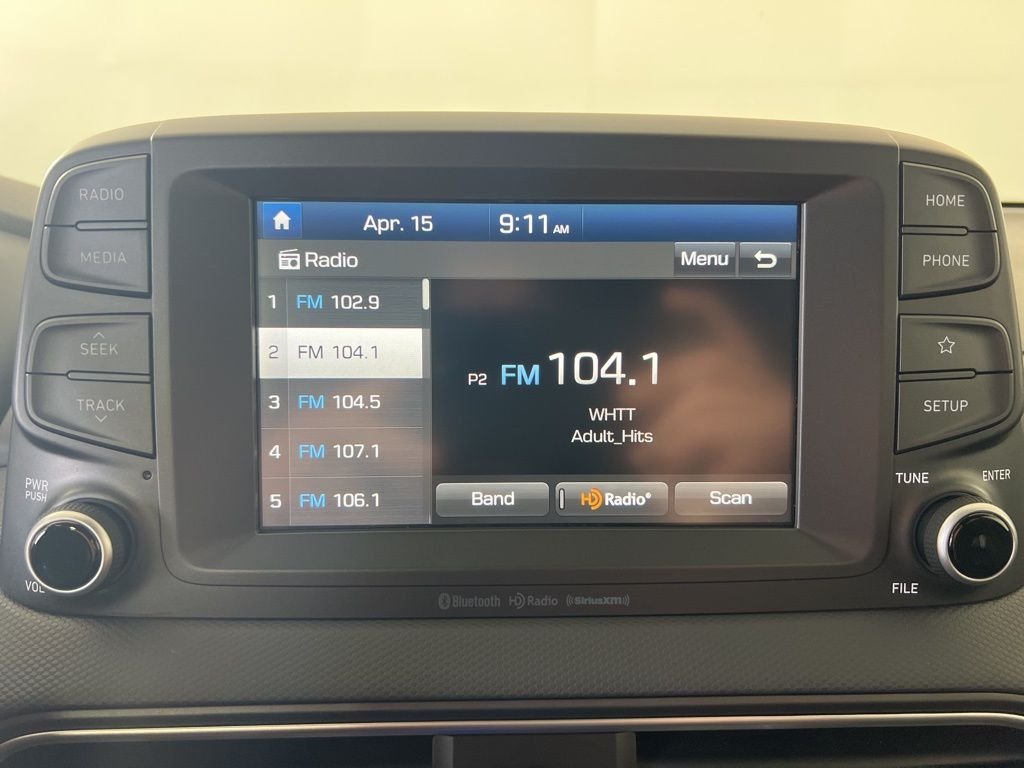 RADIO
MEDIA
SEEK
TRACK
PWR
PUSH
VOL
Apr. 15 9:11 AM
Radio Menu
1 FM 102.9
2 FM 104.1
3 FM 104.5
4 FM 107.1
5 FM 106.1
P2 FM 104.1
WHTT
Adult_Hits
Band HD Radio® Scan
HOME
PHONE
SETUP
TUNE ENTER
FILE
Bluetooth HD Radio ((SiriusXM))